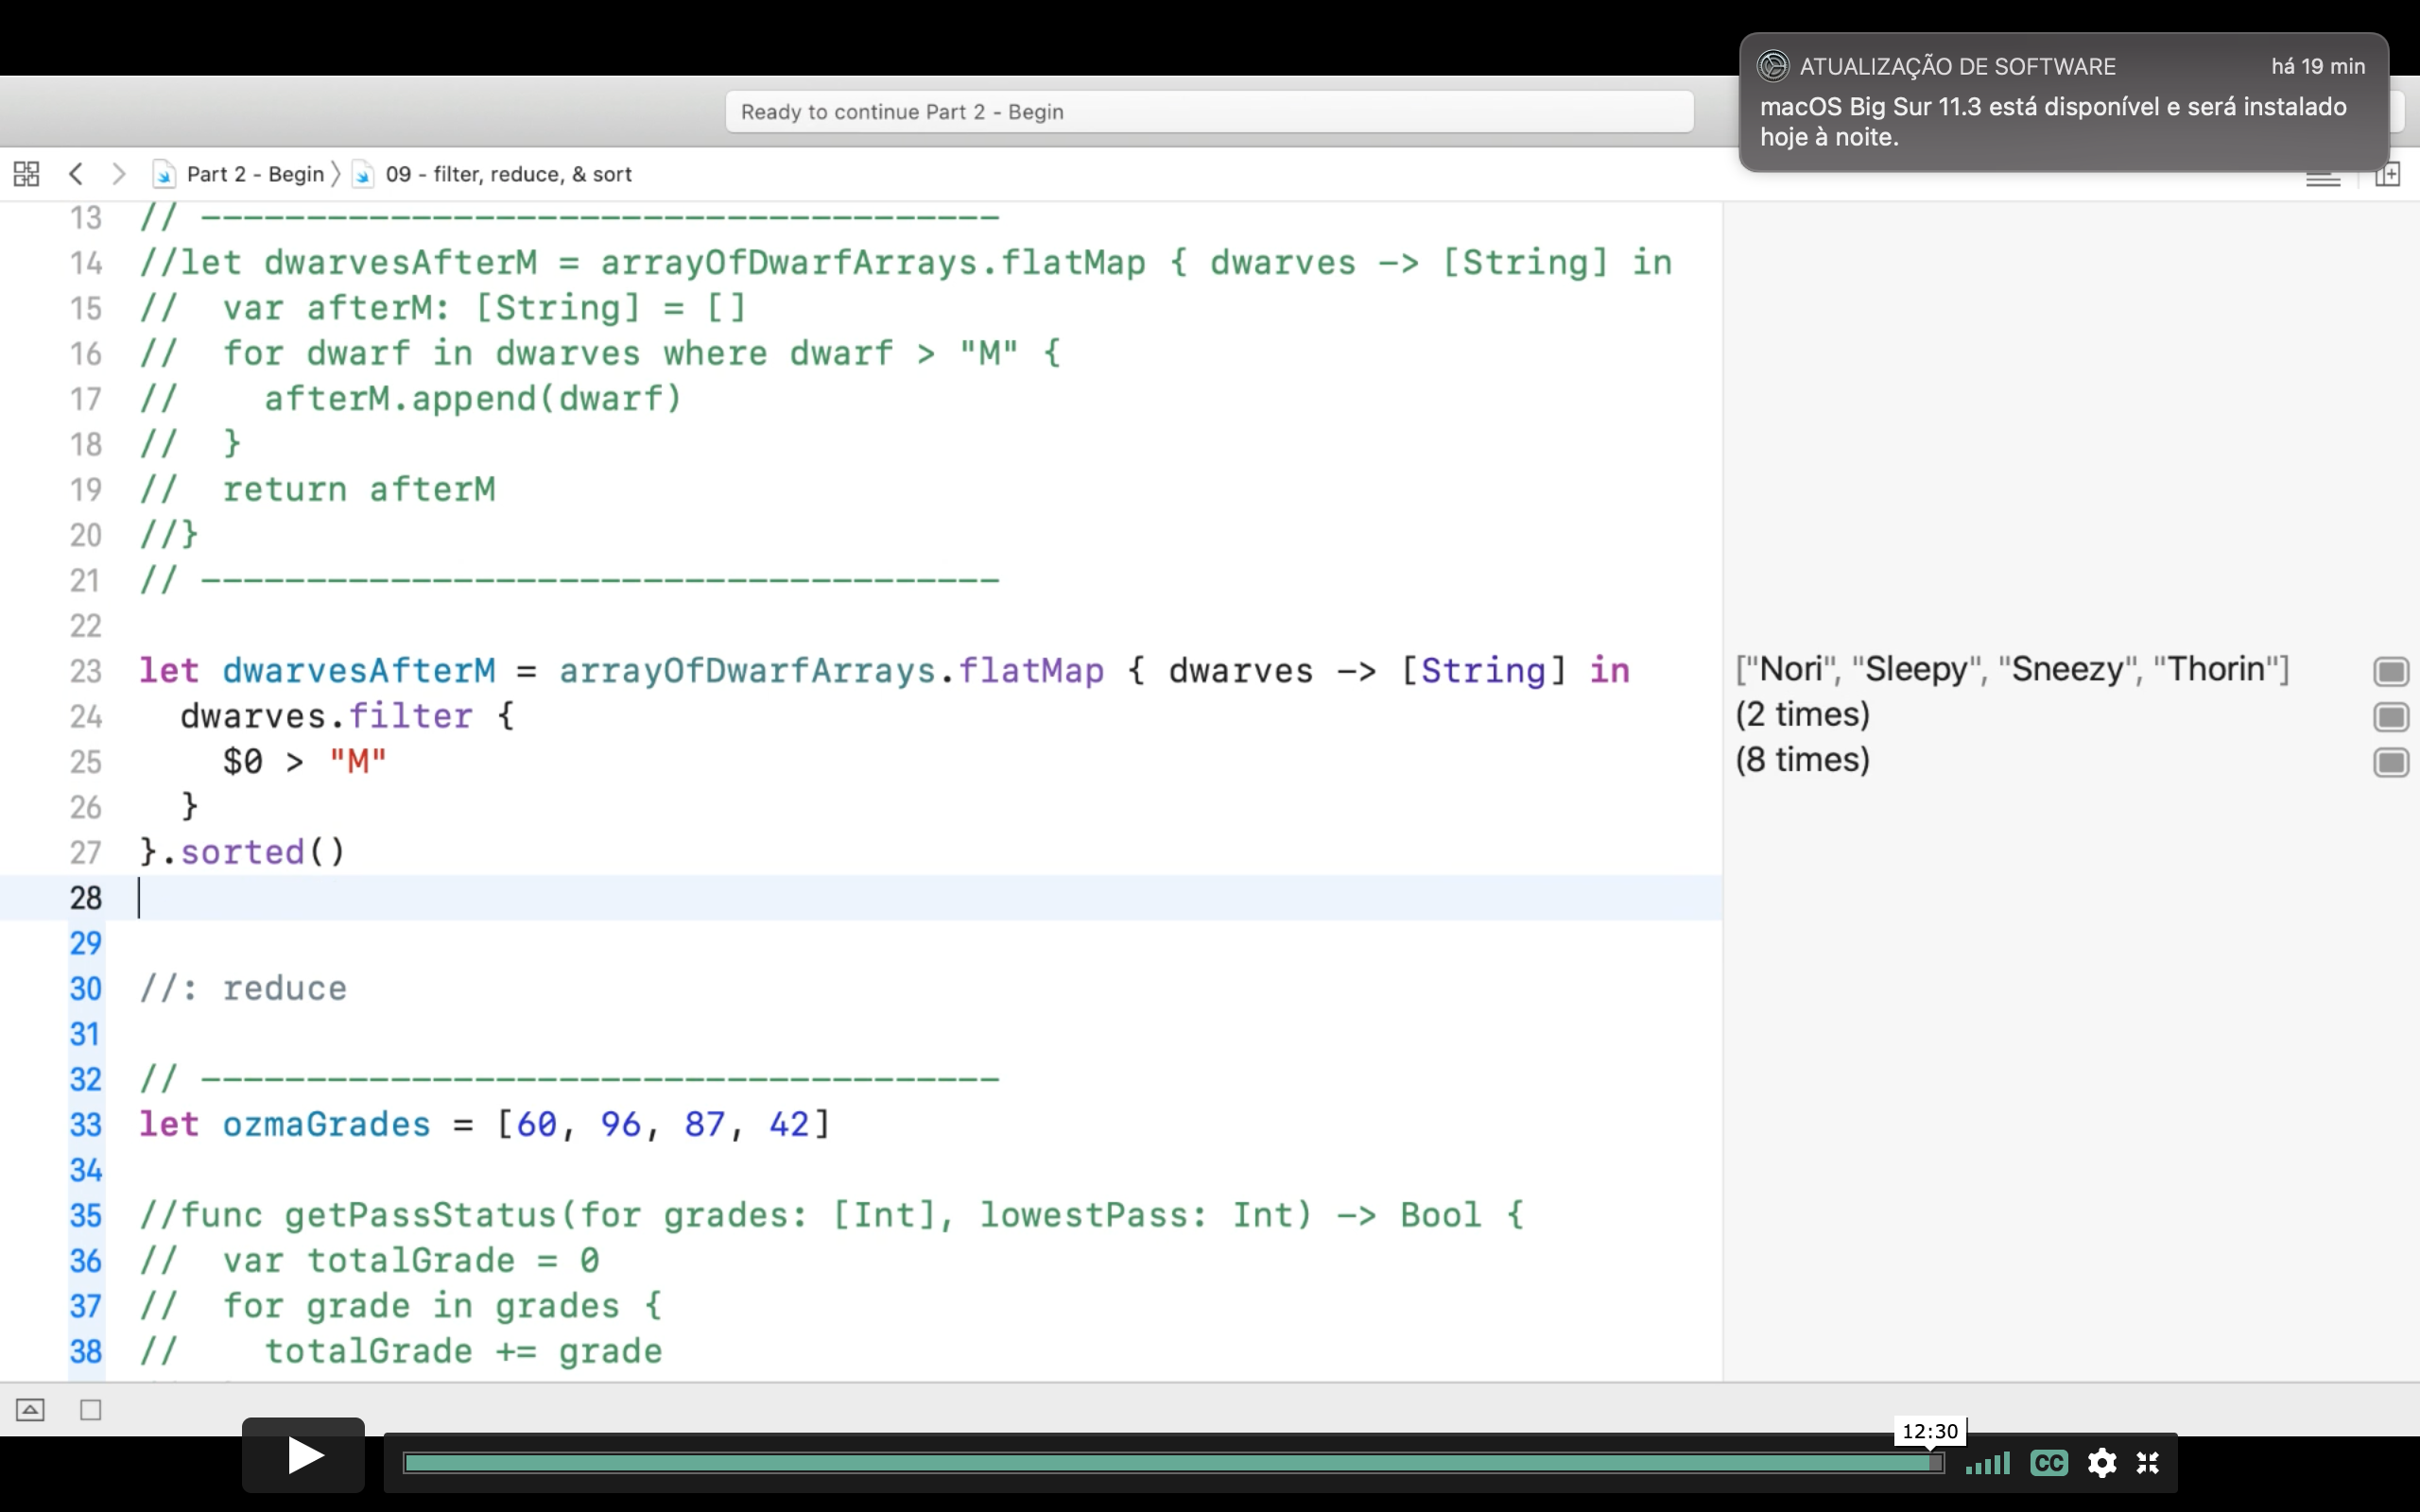 ATUALIZAÇÃO DE SOFTWARE há 19 min
macOS Big Sur 11.3 está disponível e será instalado
hoje à noite.
Ready to continue Part 2 - Begin
Part 2 - Begin 〉 09 - filter, reduce, & sort
13 // --------------------------------------
14 //let dwarvesAfterM = arrayOfDwarfArrays.flatMap { dwarves -> [String] in
15 //  var afterM: [String] = []
16 //  for dwarf in dwarves where dwarf > "M" {
17 //    afterM.append(dwarf)
18 //  }
19 //  return afterM
20 //}
21 // --------------------------------------
22
23 let dwarvesAfterM = arrayOfDwarfArrays.flatMap { dwarves -> [String] in ["Nori", "Sleepy", "Sneezy", "Thorin"]
24   dwarves.filter { (2 times)
25     $0 > "M" (8 times)
26   }
27 }.sorted()
28
29
30 //: reduce
31
32 // --------------------------------------
33 let ozmaGrades = [60, 96, 87, 42]
34
35 //func getPassStatus(for grades: [Int], lowestPass: Int) -> Bool {
36 //  var totalGrade = 0
37 //  for grade in grades {
38 //    totalGrade += grade
12:30
CC